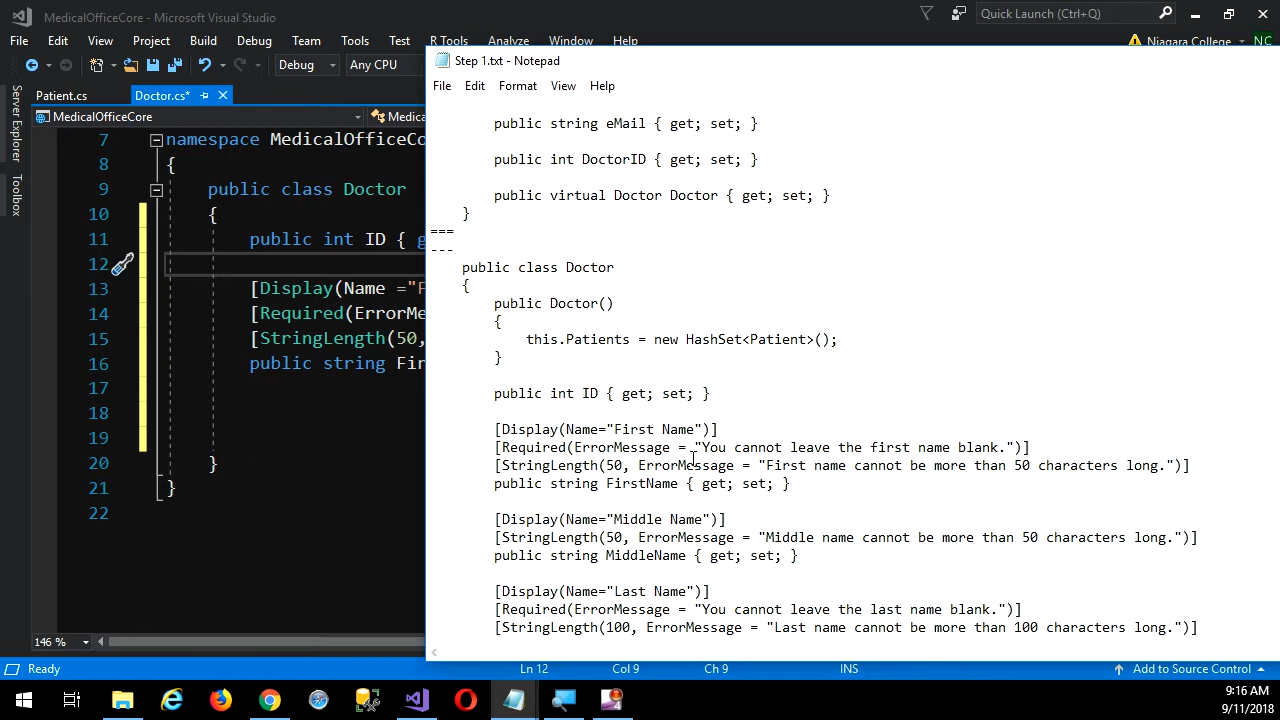 MedicalOfficeCore - Microsoft Visual Studio
Quick Launch (Ctrl+Q)
File Edit View Project Build Debug Team Tools Test R Tools Analyze Window Help
Niagara College NC
Debug Any CPU
Patient.cs Doctor.cs*
MedicalOfficeCore Medica
Server Explorer
Toolbox
7 namespace MedicalOfficeCo
8 {
9 public class Doctor
10 {
11 public int ID { g
12
13 [Display(Name ="F
14 [Required(ErrorMe
15 [StringLength(50,
16 public string Fir
17
18
19
20 }
21 }
22
146 %
Step 1.txt - Notepad
File Edit Format View Help
public string eMail { get; set; }
public int DoctorID { get; set; }
public virtual Doctor Doctor { get; set; }
}
===
---
public class Doctor
{
public Doctor()
{
this.Patients = new HashSet<Patient>();
}
public int ID { get; set; }
[Display(Name="First Name")]
[Required(ErrorMessage = "You cannot leave the first name blank.")]
[StringLength(50, ErrorMessage = "First name cannot be more than 50 characters long.")]
public string FirstName { get; set; }
[Display(Name="Middle Name")]
[StringLength(50, ErrorMessage = "Middle name cannot be more than 50 characters long.")]
public string MiddleName { get; set; }
[Display(Name="Last Name")]
[Required(ErrorMessage = "You cannot leave the last name blank.")]
[StringLength(100, ErrorMessage = "Last name cannot be more than 100 characters long.")]
Ready Ln 12 Col 9 Ch 9 INS Add to Source Control
9:16 AM
9/11/2018